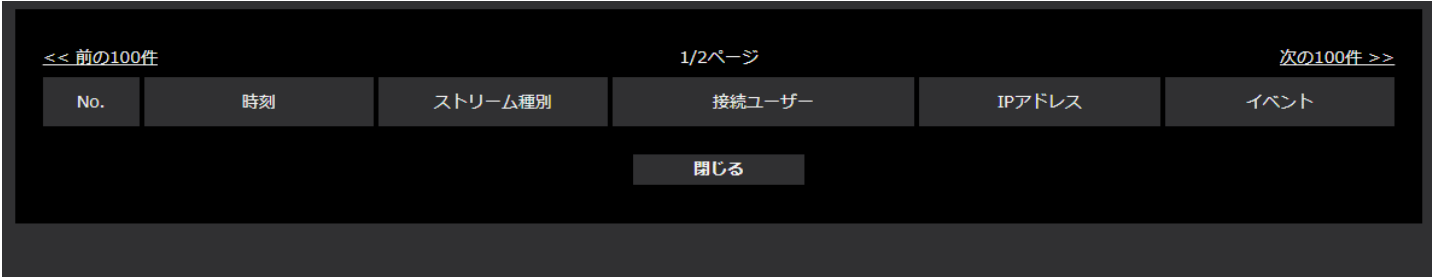 << 前の100件 1/2ページ 次の100件 >>
No. 時刻 ストリーム種別 接続ユーザー IPアドレス イベント
閉じる